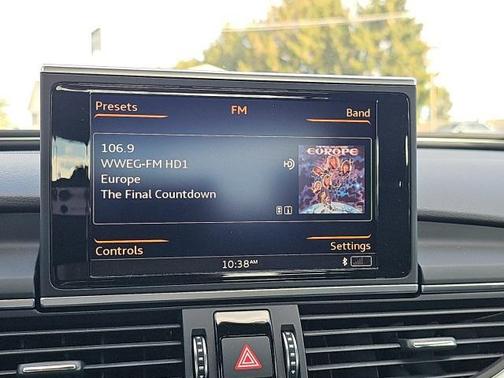 Presets
FM
Band
106.9
WWEG-FM HD1
Europe
The Final Countdown
EUROPE
Controls
Settings
10:38AM